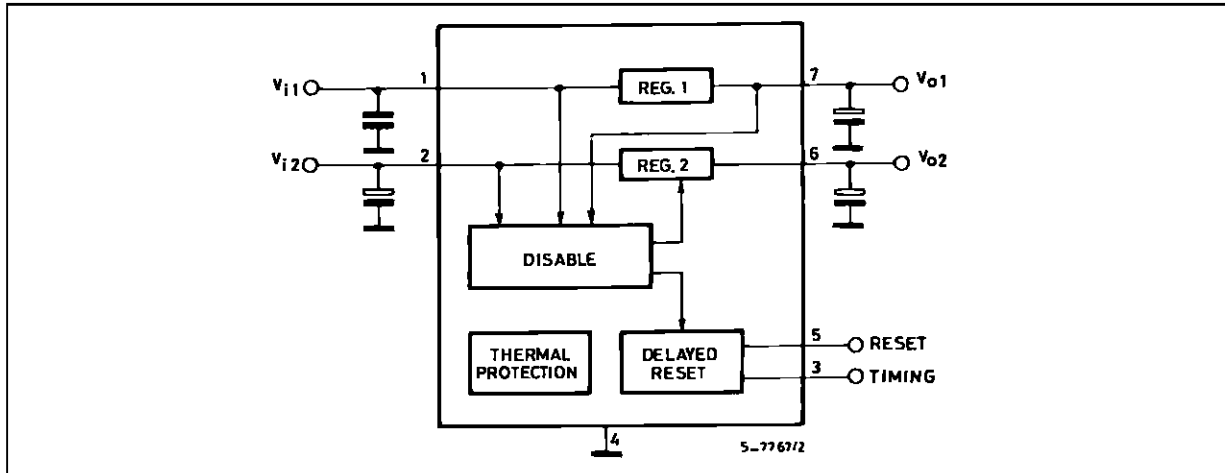 Vi1
1
REG. 1
7
Vo1
Vi2
2
REG. 2
6
Vo2
DISABLE
THERMAL
PROTECTION
DELAYED
RESET
5
RESET
3
TIMING
4
5-7767/2